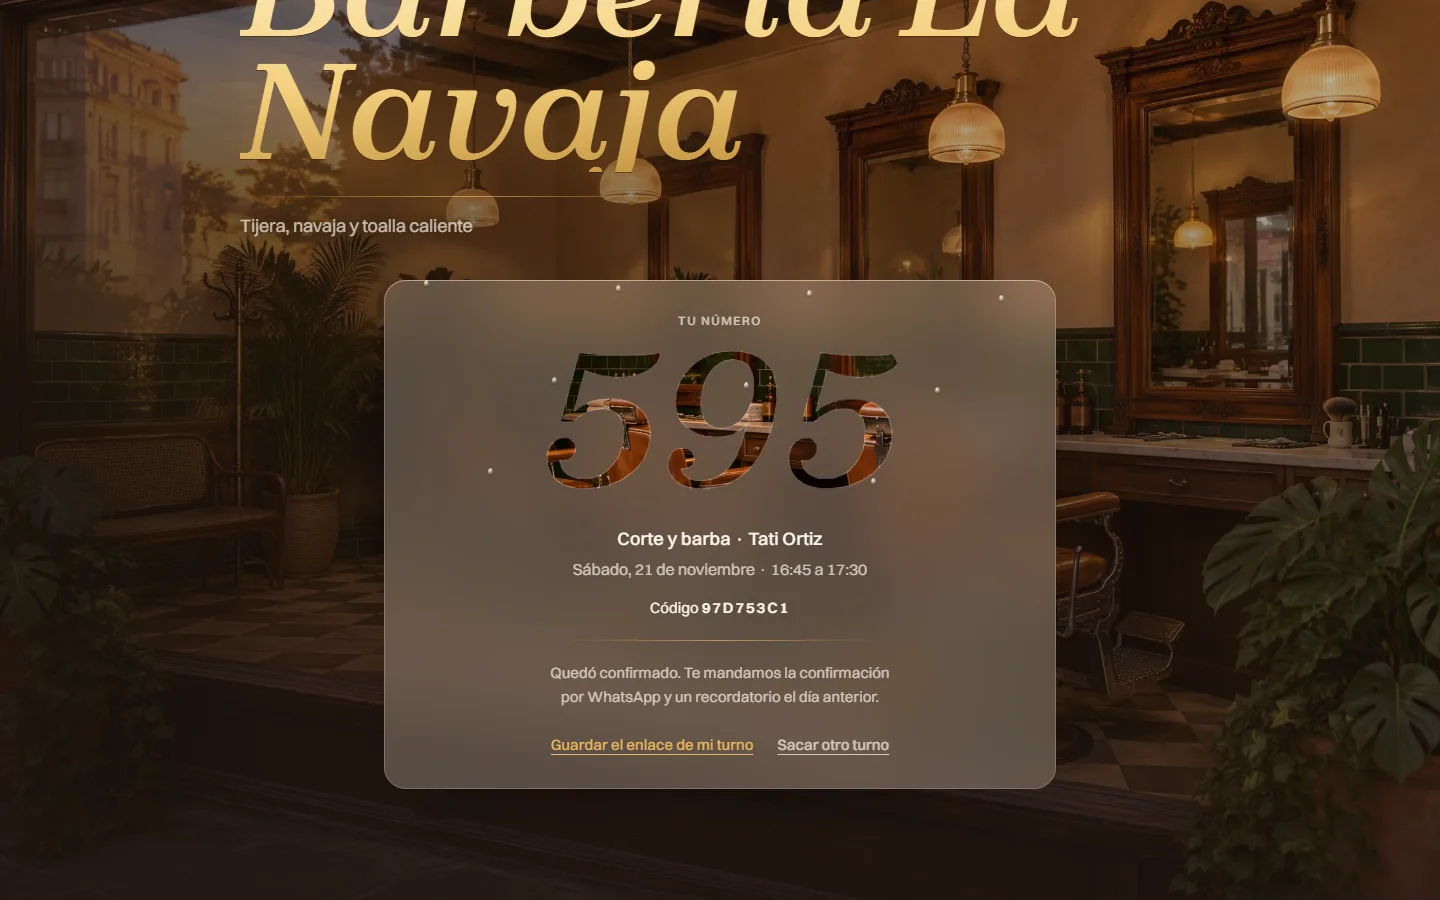 Barbería La
Navaja
Tijera, navaja y toalla caliente
TU NÚMERO
595
Corte y barba · Tati Ortiz
Sábado, 21 de noviembre · 16:45 a 17:30
Código 97D753C1
Quedó confirmado. Te mandamos la confirmación
por WhatsApp y un recordatorio el día anterior.
Guardar el enlace de mi turno Sacar otro turno